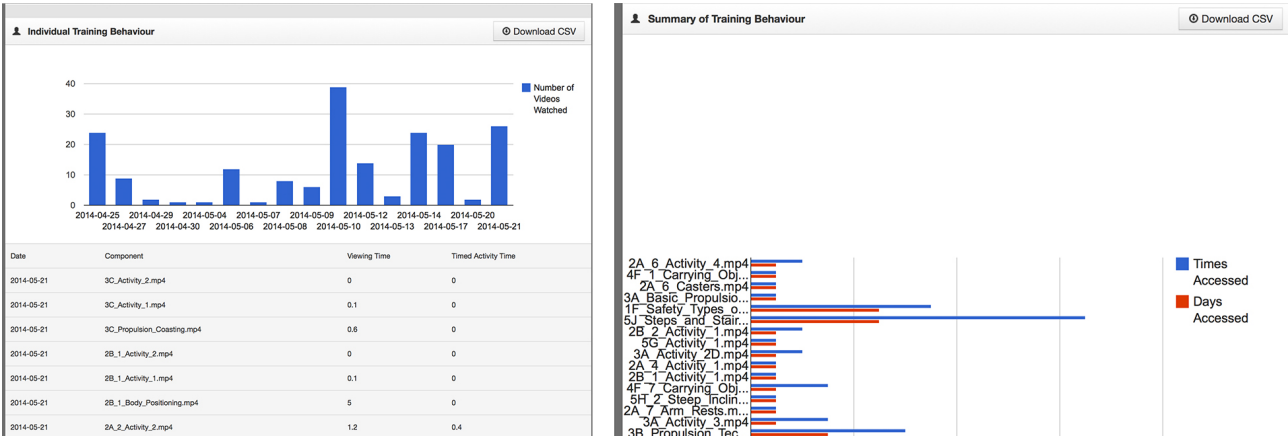 Individual Training Behaviour
Download CSV
40
30
20
10
0
Number of
Videos
Watched
2014-04-25 2014-04-29 2014-05-04 2014-05-07 2014-05-09 2014-05-12 2014-05-14 2014-05-20
2014-04-27 2014-04-30 2014-05-06 2014-05-08 2014-05-10 2014-05-13 2014-05-17 2014-05-21
Date Component Viewing Time Timed Activity Time
2014-05-21 3C_Activity_2.mp4 0 0
2014-05-21 3C_Activity_1.mp4 0.1 0
2014-05-21 3C_Propulsion_Coasting.mp4 0.6 0
2014-05-21 2B_1_Activity_2.mp4 0 0
2014-05-21 2B_1_Activity_1.mp4 0.1 0
2014-05-21 2B_1_Body_Positioning.mp4 5 0
2014-05-21 2A_2_Activity_2.mp4 1.2 0.4
Summary of Training Behaviour
Download CSV
2A_6_Activity_4.mp4
4F_1_Carrying_Obj...
2A_6_Casters.mp4
3A_Basic_Propulsio...
1F_Safety_Types_o...
5J_Steps_and_Stair...
2B_2_Activity_1.mp4
5G_Activity_1.mp4
3A_Activity_2D.mp4
2A_4_Activity_1.mp4
2B_1_Activity_1.mp4
4F_7_Carrying_Obj...
5H_2_Steep_Inclin...
2A_7_Arm_Rests.m...
3A_Activity_3.mp4
3B_Propulsion_Tec...
Times
Accessed
Days
Accessed